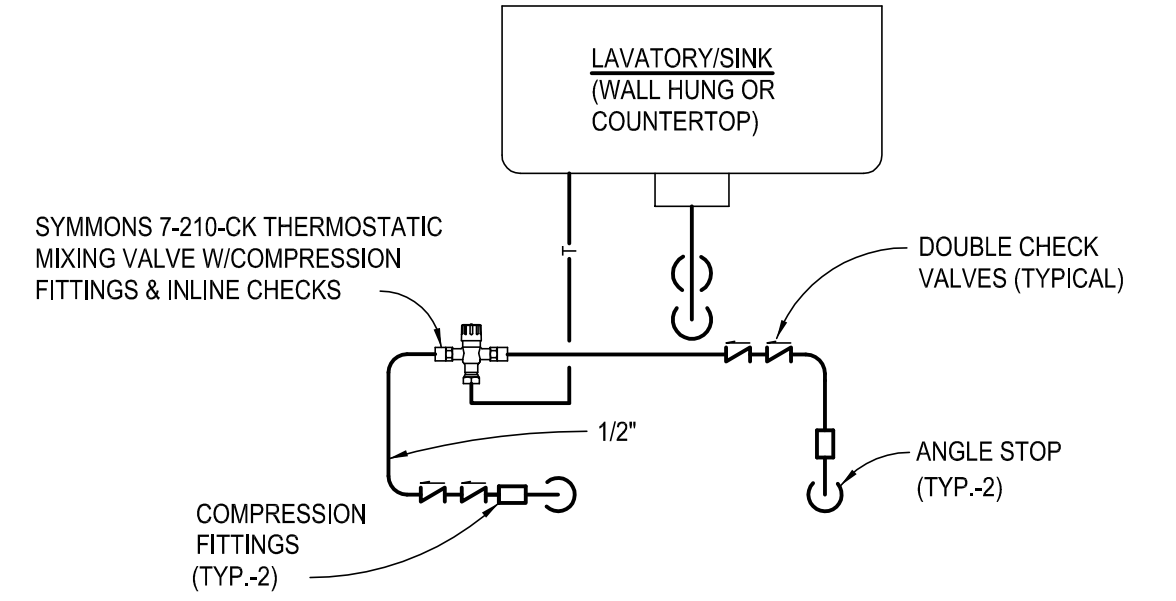 LAVATORY/SINK
(WALL HUNG OR
COUNTERTOP)
SYMMONS 7-210-CK THERMOSTATIC
MIXING VALVE W/COMPRESSION
FITTINGS & INLINE CHECKS
T
DOUBLE CHECK
VALVES (TYPICAL)
1/2"
ANGLE STOP
(TYP.-2)
COMPRESSION
FITTINGS
(TYP.-2)